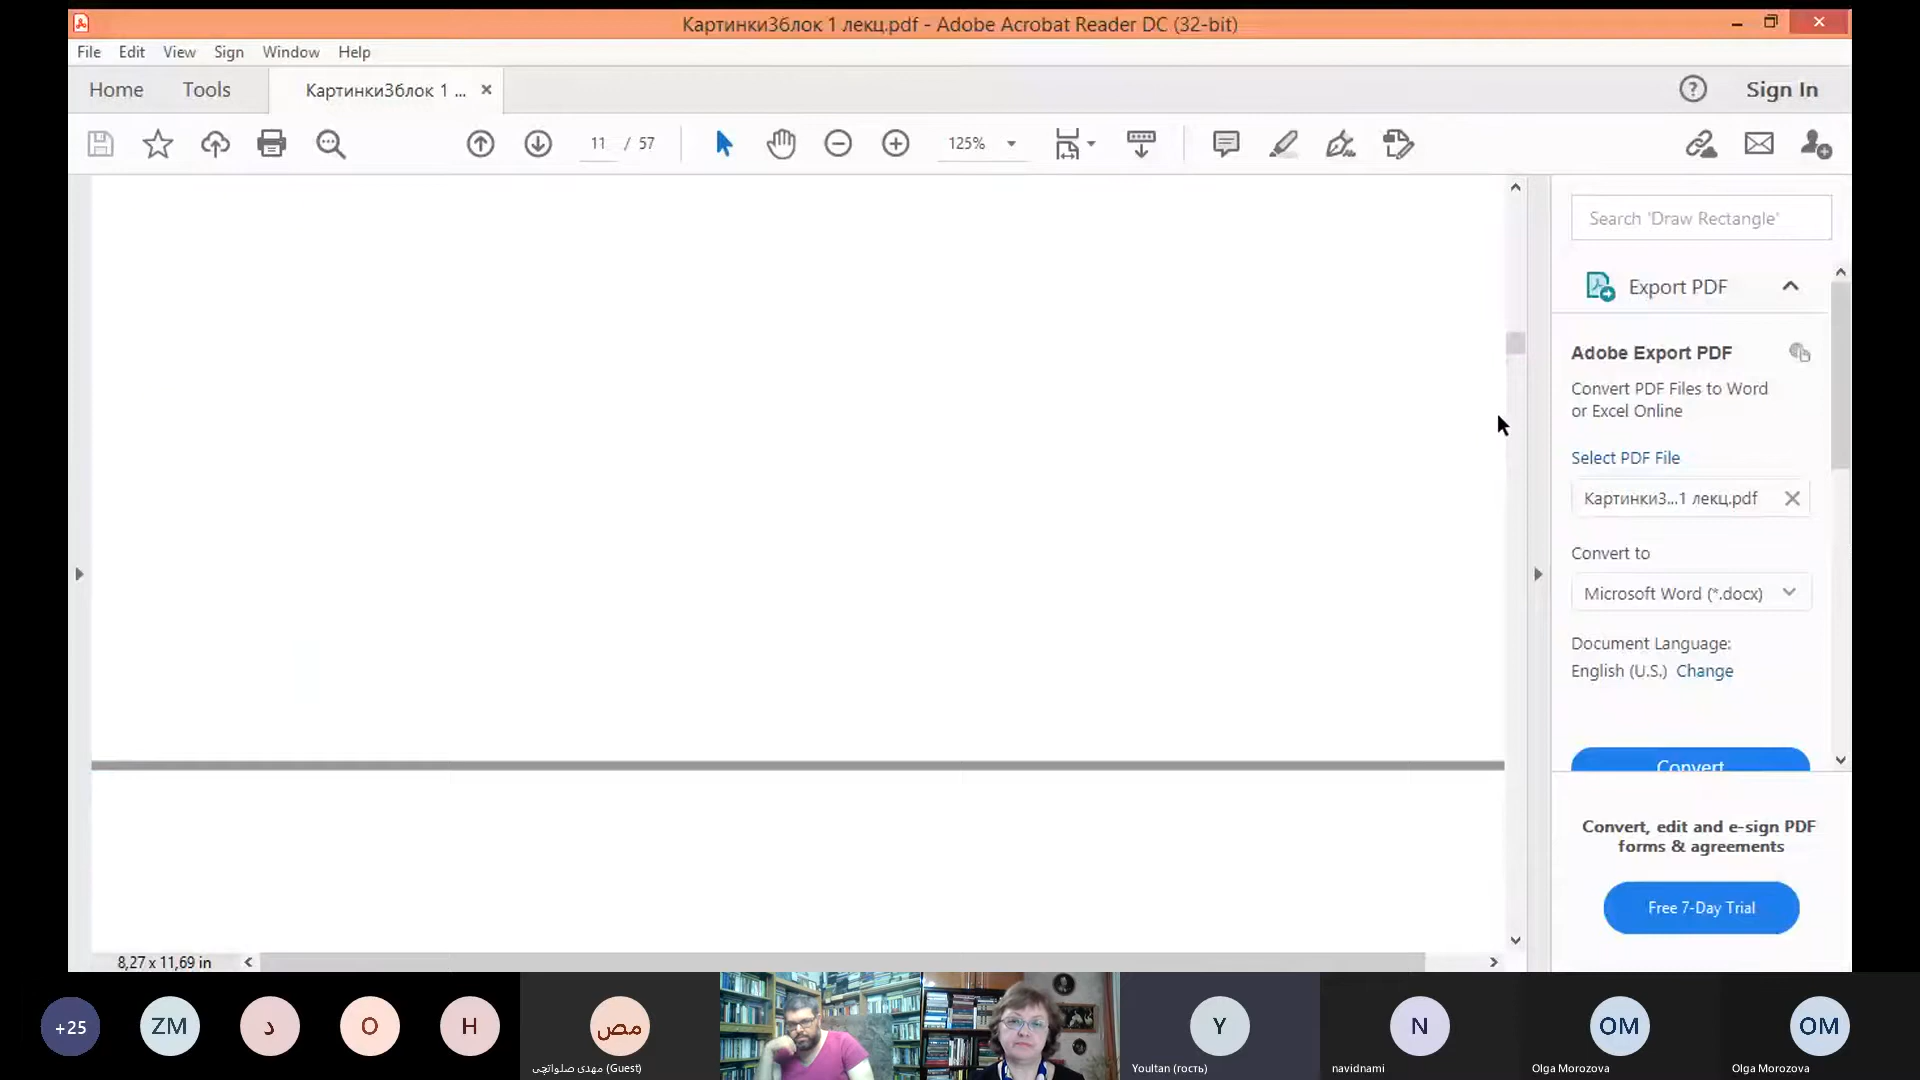 Картинки3блок 1 лекц.pdf - Adobe Acrobat Reader DC (32-bit)
File Edit View Sign Window Help
Home Tools Картинки3блок 1 ... Sign In
11 / 57 125%
Search 'Draw Rectangle'
Export PDF
Adobe Export PDF
Convert PDF Files to Word
or Excel Online
Select PDF File
Картинки3...1 лекц.pdf
Convert to
Microsoft Word (*.docx)
Document Language:
English (U.S.) Change
Convert
Convert, edit and e-sign PDF
forms & agreements
Free 7-Day Trial
8,27 x 11,69 in
+25 ZM د O H مص Y N OM OM
مهدی صلواتچی (Guest) Youltan (гость) navidnami Olga Morozova Olga Morozova